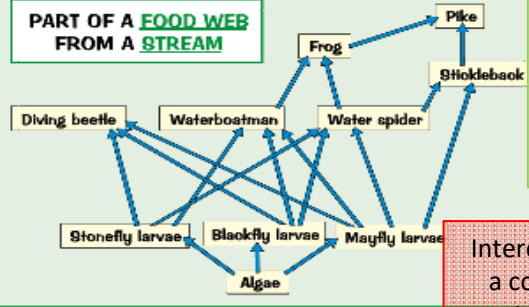 PART OF A FOOD WEB
FROM A STREAM
Pike
Frog
Stickleback
Diving beetle
Waterboatman
Water spider
Stonefly larvae
Blackfly larvae
Mayfly larvae
Algae
a